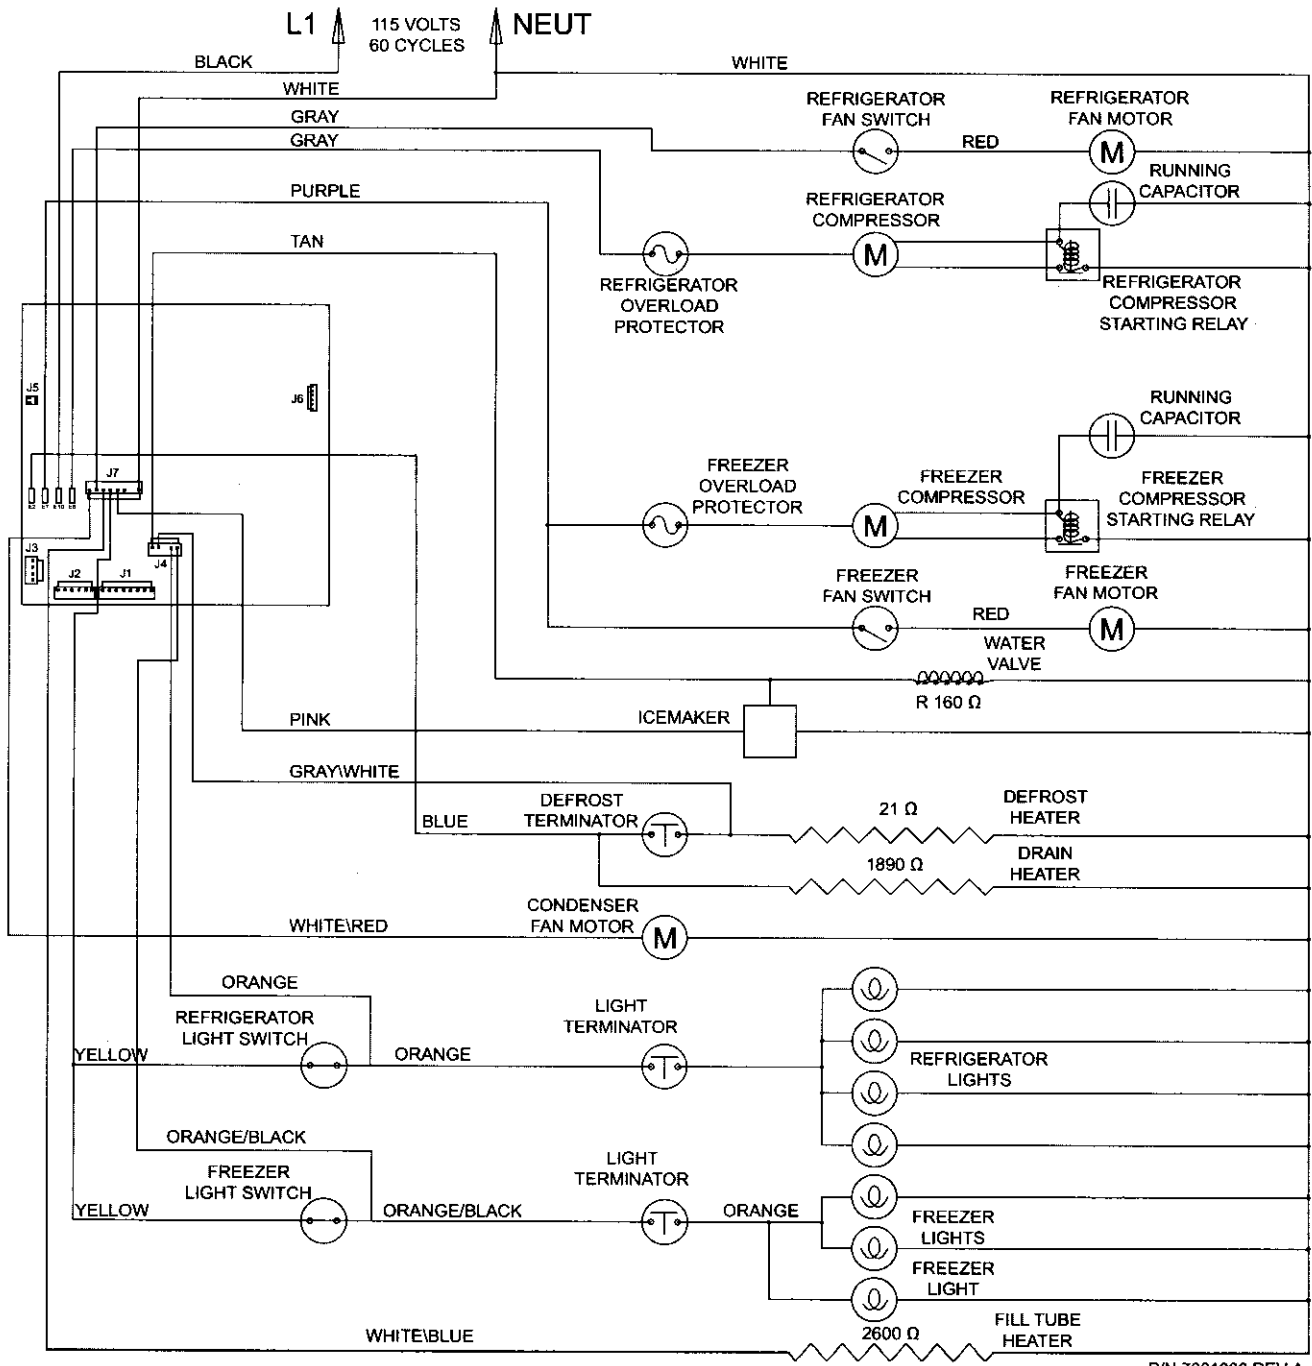 L1
115 VOLTS
60 CYCLES
NEUT
BLACK
WHITE
WHITE
GRAY
GRAY
PURPLE
TAN
REFRIGERATOR
FAN SWITCH
RED
REFRIGERATOR
FAN MOTOR
M
RUNNING
CAPACITOR
REFRIGERATOR
COMPRESSOR
M
REFRIGERATOR
OVERLOAD
PROTECTOR
REFRIGERATOR
COMPRESSOR
STARTING RELAY
J5
J6
J7
E2 E7 E10 E8
J3
J4
J2
J1
RUNNING
CAPACITOR
FREEZER
OVERLOAD
PROTECTOR
FREEZER
COMPRESSOR
M
FREEZER
COMPRESSOR
STARTING RELAY
FREEZER
FAN SWITCH
RED
FREEZER
FAN MOTOR
M
WATER
VALVE
R 160 Ω
PINK
ICEMAKER
GRAY\WHITE
BLUE
DEFROST
TERMINATOR
T
21 Ω
DEFROST
HEATER
1890 Ω
DRAIN
HEATER
WHITE\RED
CONDENSER
FAN MOTOR
M
ORANGE
REFRIGERATOR
LIGHT SWITCH
YELLOW
ORANGE
LIGHT
TERMINATOR
T
REFRIGERATOR
LIGHTS
ORANGE/BLACK
FREEZER
LIGHT SWITCH
YELLOW
ORANGE/BLACK
LIGHT
TERMINATOR
T
ORANGE
FREEZER
LIGHTS
FREEZER
LIGHT
WHITE\BLUE
2600 Ω
FILL TUBE
HEATER